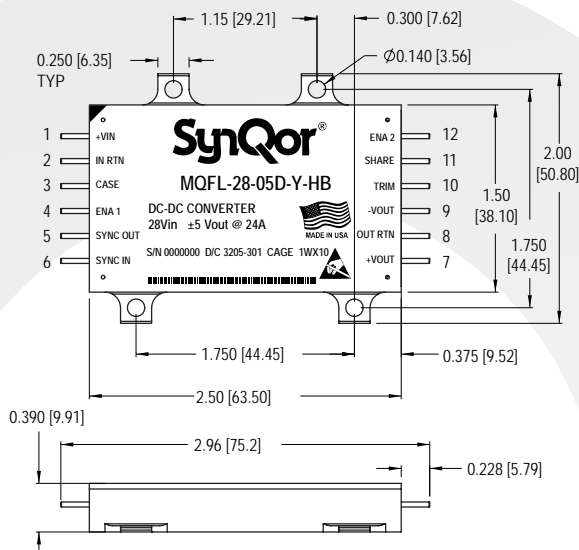 1.15 [29.21]
0.300 [7.62]
0.250 [6.35]
TYP
Ø0.140 [3.56]
SynQor®
MQFL-28-05D-Y-HB
DC-DC CONVERTER
28Vin ±5 Vout @ 24A
MADE IN USA
S/N 0000000 D/C 3205-301 CAGE 1WX10
1 +VIN
2 IN RTN
3 CASE
4 ENA 1
5 SYNC OUT
6 SYNC IN
ENA 2 12
SHARE 11
TRIM 10
-VOUT 9
OUT RTN 8
+VOUT 7
2.00
[50.80]
1.50
[38.10]
1.750
[44.45]
1.750 [44.45]
0.375 [9.52]
2.50 [63.50]
0.390 [9.91]
2.96 [75.2]
0.228 [5.79]